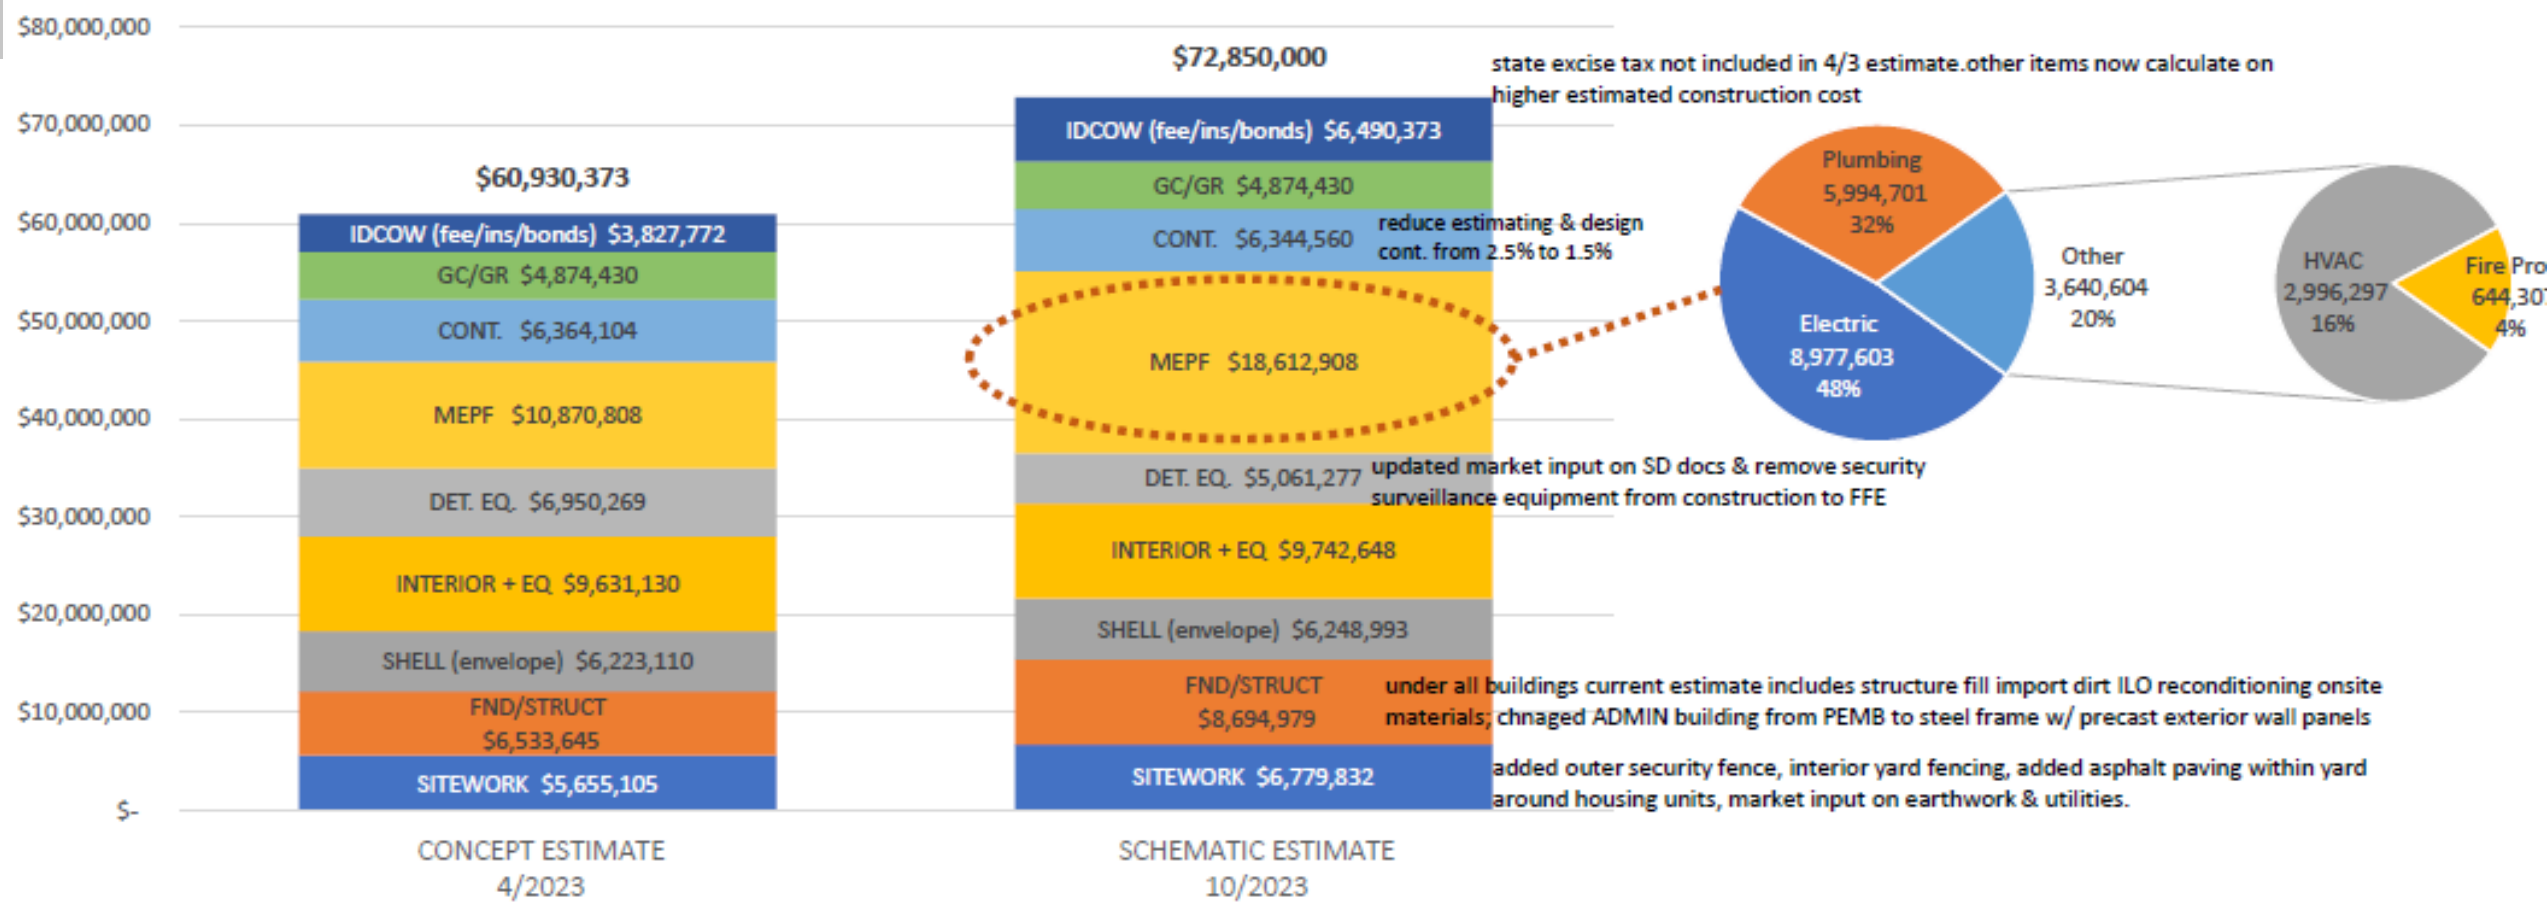 $80,000,000
$70,000,000
$60,000,000
$50,000,000
$40,000,000
$30,000,000
$20,000,000
$10,000,000
$-
$60,930,373
IDCOW (fee/ins/bonds) $3,827,772
GC/GR $4,874,430
CONT. $6,364,104
MEPF $10,870,808
DET. EQ. $6,950,269
INTERIOR + EQ $9,631,130
SHELL (envelope) $6,223,110
FND/STRUCT
$6,533,645
SITEWORK $5,655,105
CONCEPT ESTIMATE
4/2023
$72,850,000
IDCOW (fee/ins/bonds) $6,490,373
GC/GR $4,874,430
CONT. $6,344,560
MEPF $18,612,908
DET. EQ. $5,061,277
INTERIOR + EQ $9,742,648
SHELL (envelope) $6,248,993
FND/STRUCT
$8,694,979
SITEWORK $6,779,832
SCHEMATIC ESTIMATE
10/2023
state excise tax not included in 4/3 estimate.other items now calculate on
higher estimated construction cost
reduce estimating & design
cont. from 2.5% to 1.5%
updated market input on SD docs & remove security
surveillance equipment from construction to FFE
under all buildings current estimate includes structure fill import dirt ILO reconditioning onsite
materials; chnaged ADMIN building from PEMB to steel frame w/ precast exterior wall panels
added outer security fence, interior yard fencing, added asphalt paving within yard
around housing units, market input on earthwork & utilities.
Plumbing
5,994,701
32%
Electric
8,977,603
48%
Other
3,640,604
20%
HVAC
2,996,297
16%
Fire Pro
644,307
4%